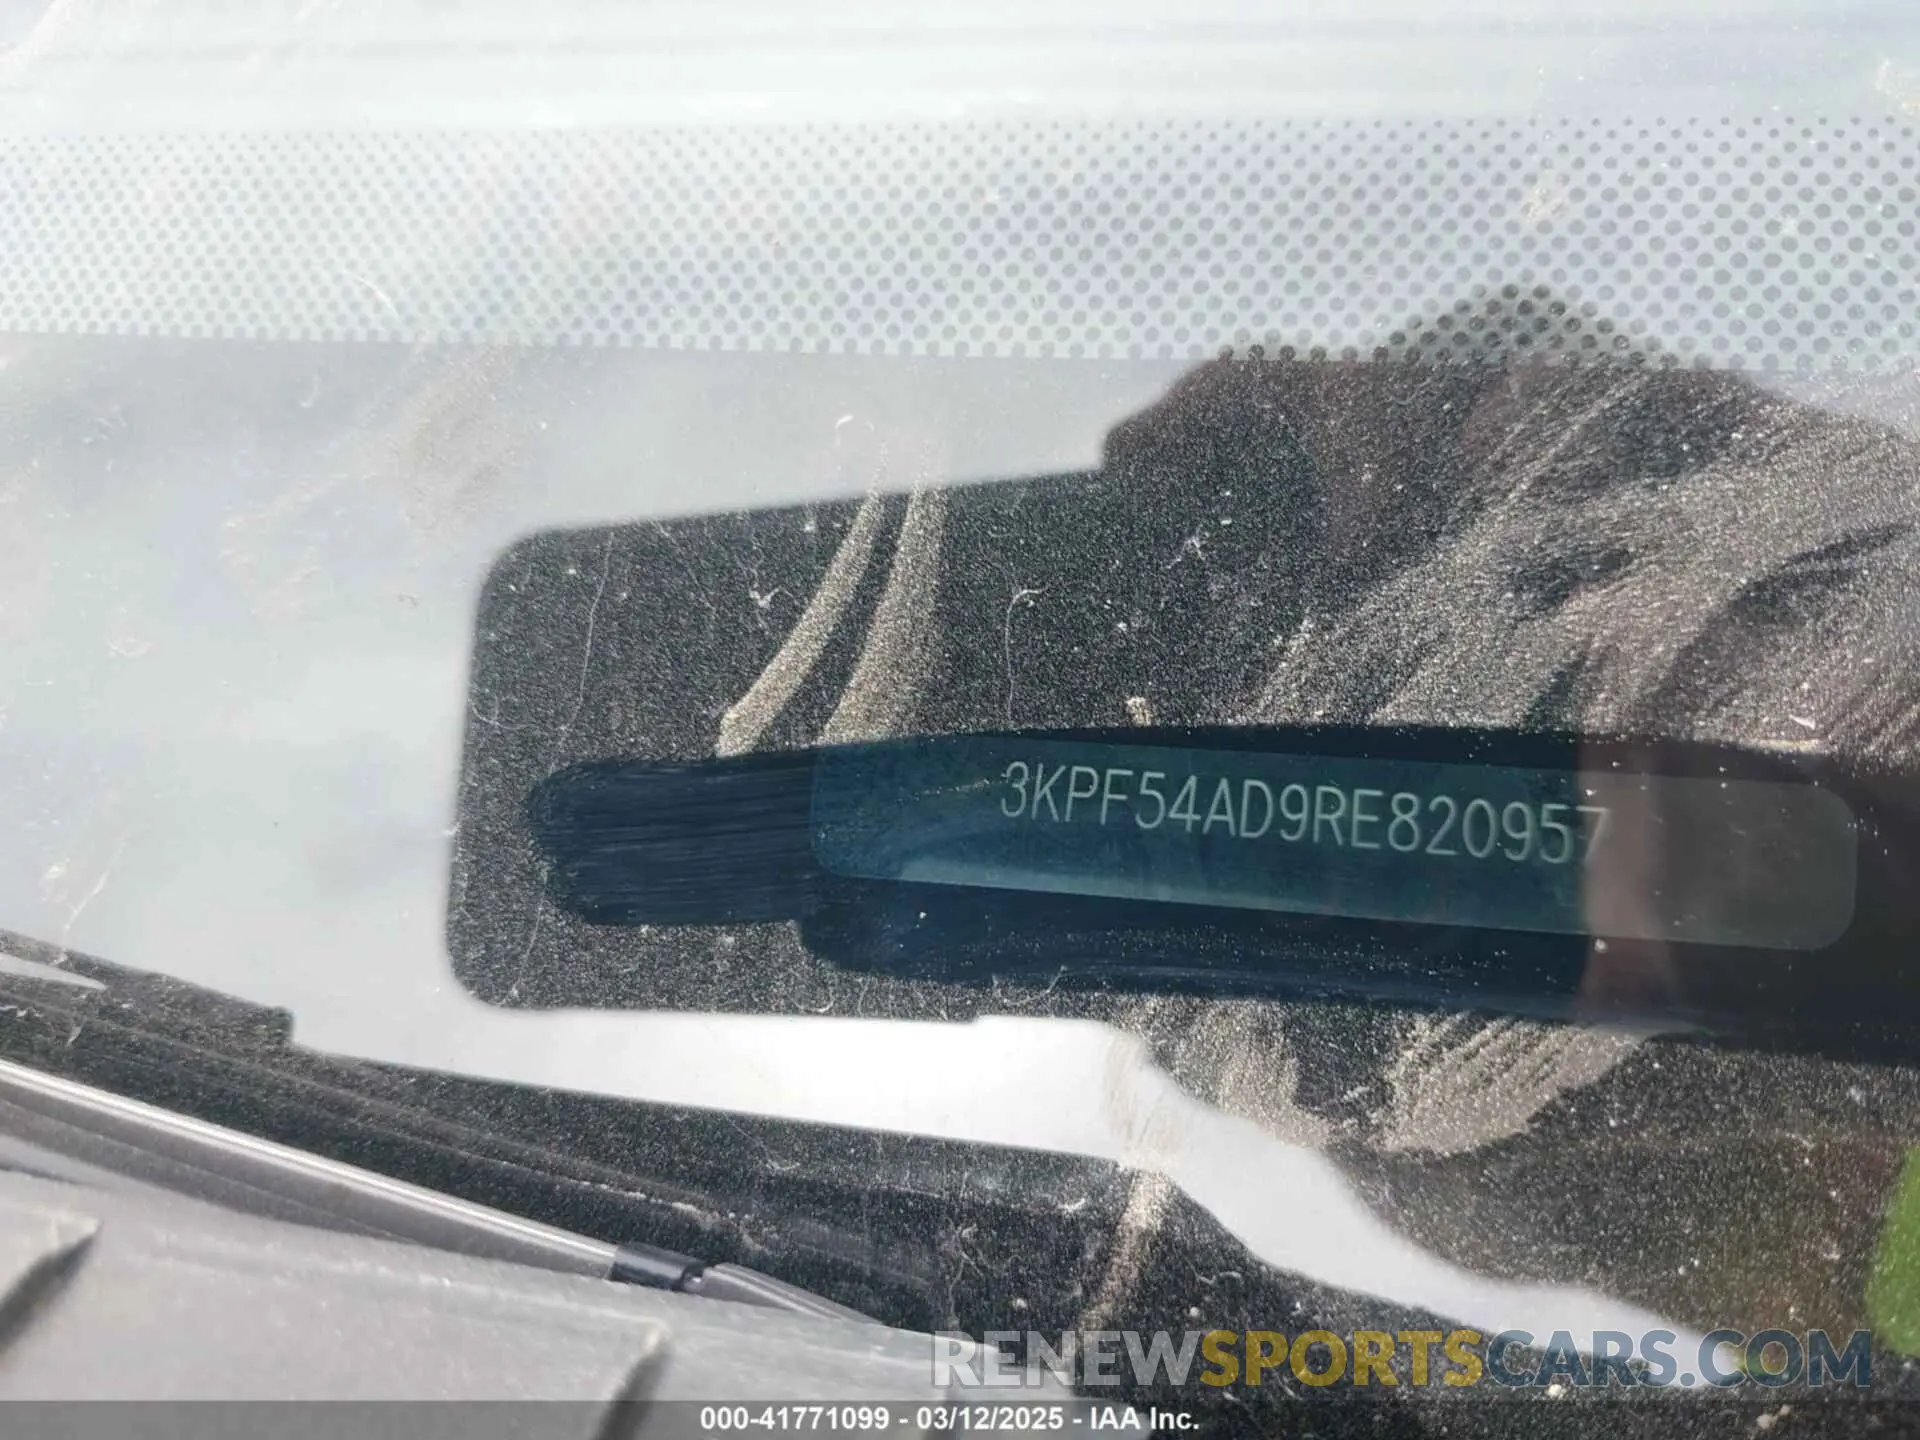 3KPF54AD9RE820957
RENEWSPORTSCARS.COM
000-41771099 - 03/12/2025 - IAA Inc.